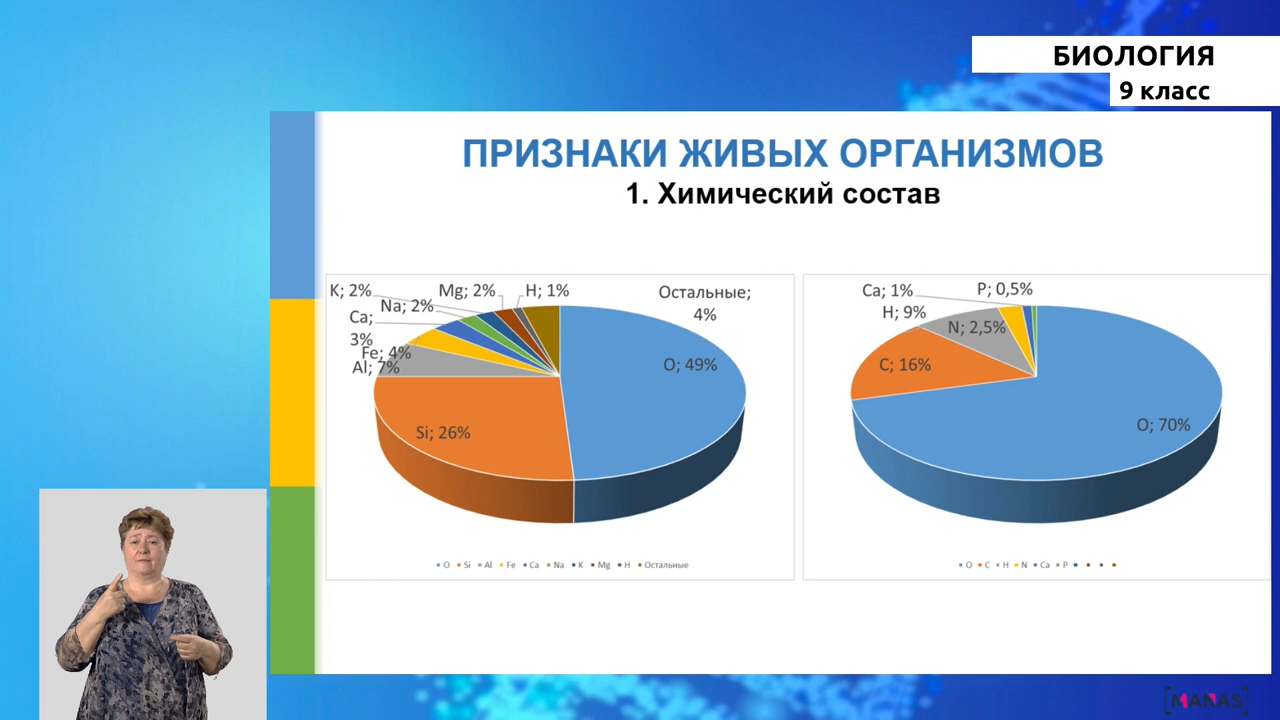 БИОЛОГИЯ
9 класс
ПРИЗНАКИ ЖИВЫХ ОРГАНИЗМОВ
1. Химический состав
K; 2%
Na; 2%
Mg; 2%
H; 1%
Остальные;
4%
Ca;
3%
Fe; 4%
Al; 7%
O; 49%
Si; 26%
O Si Al Fe Ca Na K Mg H Остальные
Ca; 1%
P; 0,5%
H; 9%
N; 2,5%
C; 16%
O; 70%
O C H N Ca P
MANAS